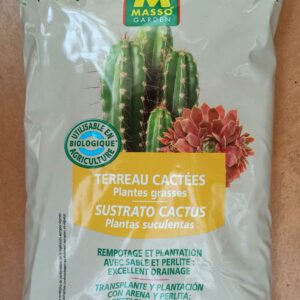 M
MASSÓ
GARDEN
UTILISABLE EN
BIOLOGIQUE*
AGRICULTURE
TERREAU CACTÉES
Plantes grasses
SUSTRATO CACTUS
Plantas suculentas
REMPOTAGE ET PLANTATION
AVEC SABLE ET PERLITE :
EXCELLENT DRAINAGE
TRANSPLANTE Y PLANTACIÓN
CON ARENA Y PERLITA: